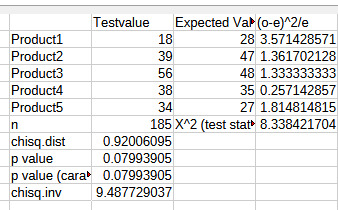 Testvalue Expected Va (o-e)^2/e
Product1 18 28 3.571428571
Product2 39 47 1.361702128
Product3 56 48 1.333333333
Product4 38 35 0.257142857
Product5 34 27 1.814814815
n 185 X^2 (test stat 8.338421704
chisq.dist 0.92006095
p value 0.07993905
p value (cara 0.07993905
chisq.inv 9.487729037